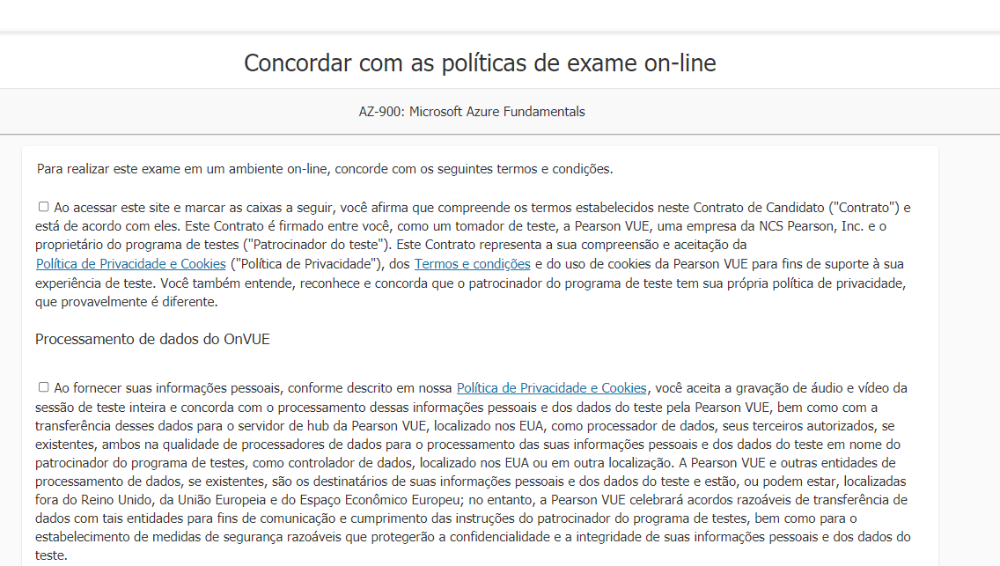 Concordar com as políticas de exame on-line
AZ-900: Microsoft Azure Fundamentals
Para realizar este exame em um ambiente on-line, concorde com os seguintes termos e condições.
Ao acessar este site e marcar as caixas a seguir, você afirma que compreende os termos estabelecidos neste Contrato de Candidato ("Contrato") e
está de acordo com eles. Este Contrato é firmado entre você, como um tomador de teste, a Pearson VUE, uma empresa da NCS Pearson, Inc. e o
proprietário do programa de testes ("Patrocinador do teste"). Este Contrato representa a sua compreensão e aceitação da
Política de Privacidade e Cookies ("Política de Privacidade"), dos Termos e condições e do uso de cookies da Pearson VUE para fins de suporte à sua
experiência de teste. Você também entende, reconhece e concorda que o patrocinador do programa de teste tem sua própria política de privacidade,
que provavelmente é diferente.
Processamento de dados do OnVUE
Ao fornecer suas informações pessoais, conforme descrito em nossa Política de Privacidade e Cookies, você aceita a gravação de áudio e vídeo da
sessão de teste inteira e concorda com o processamento dessas informações pessoais e dos dados do teste pela Pearson VUE, bem como com a
transferência desses dados para o servidor de hub da Pearson VUE, localizado nos EUA, como processador de dados, seus terceiros autorizados, se
existentes, ambos na qualidade de processadores de dados para o processamento das suas informações pessoais e dos dados do teste em nome do
patrocinador do programa de testes, como controlador de dados, localizado nos EUA ou em outra localização. A Pearson VUE e outras entidades de
processamento de dados, se existentes, são os destinatários de suas informações pessoais e dos dados do teste e estão, ou podem estar, localizadas
fora do Reino Unido, da União Europeia e do Espaço Econômico Europeu; no entanto, a Pearson VUE celebrará acordos razoáveis de transferência de
dados com tais entidades para fins de comunicação e cumprimento das instruções do patrocinador do programa de testes, bem como para o
estabelecimento de medidas de segurança razoáveis que protegerão a confidencialidade e a integridade de suas informações pessoais e dos dados do
teste.